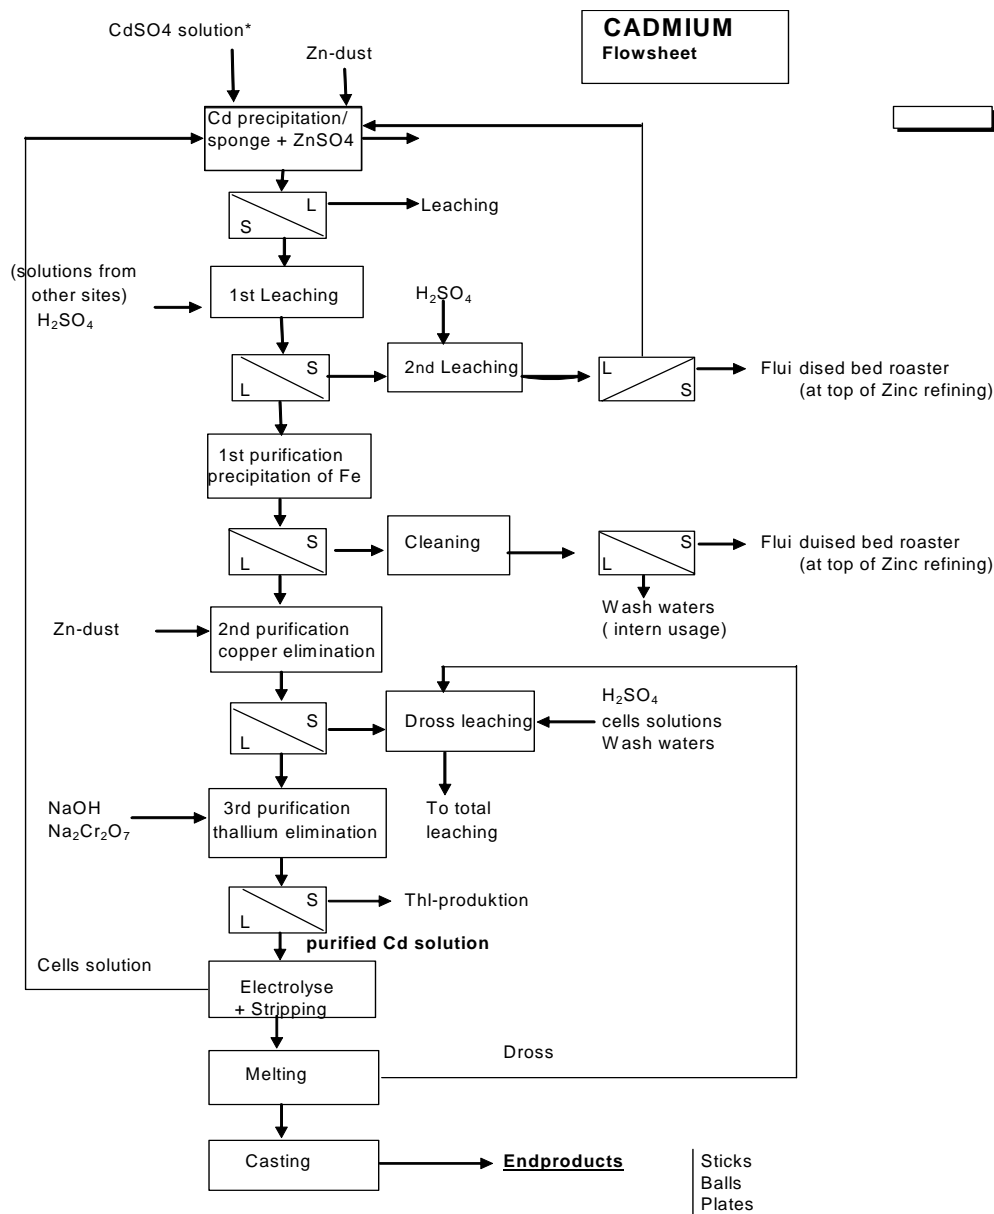 CdSO4 solution*
CADMIUM
Flowsheet
Zn-dust
Cd precipitation/
sponge + ZnSO4
L
S
Leaching
(solutions from
other sites)
H₂SO₄
1st Leaching
H₂SO₄
S
L
2nd Leaching
L
S
Flui dised bed roaster
(at top of Zinc refining)
1st purification
precipitation of Fe
S
L
Cleaning
S
L
Flui duised bed roaster
(at top of Zinc refining)
Wash waters
( intern usage)
Zn-dust
2nd purification
copper elimination
S
L
Dross leaching
H₂SO₄
cells solutions
Wash waters
To total
leaching
NaOH
Na₂Cr₂O₇
3rd purification
thallium elimination
S
L
Thl-produktion
purified Cd solution
Cells solution
Electrolyse
+ Stripping
Dross
Melting
Casting
Endproducts
Sticks
Balls
Plates